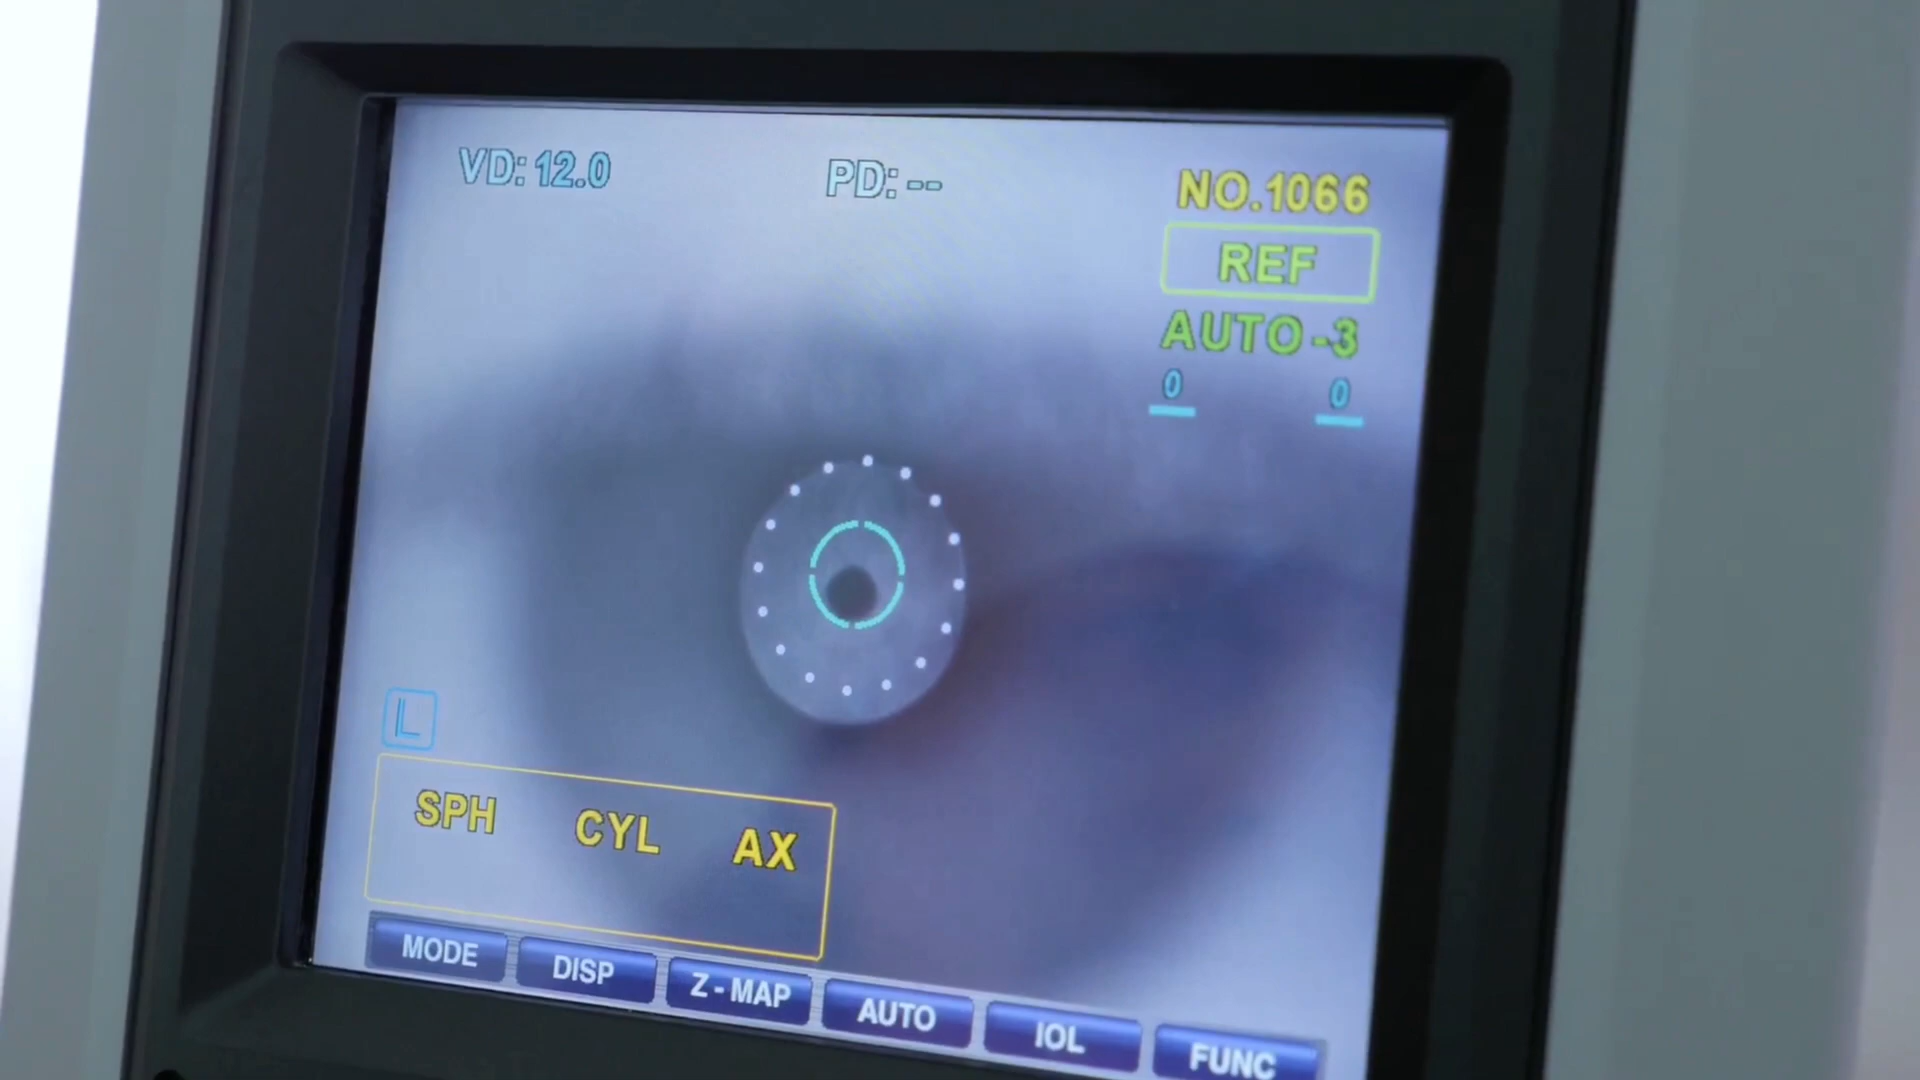 VD: 12.0
PD: --
NO.1066
REF
AUTO -3
0 0
L
SPH CYL AX
MODE DISP Z - MAP AUTO IOL FUNC